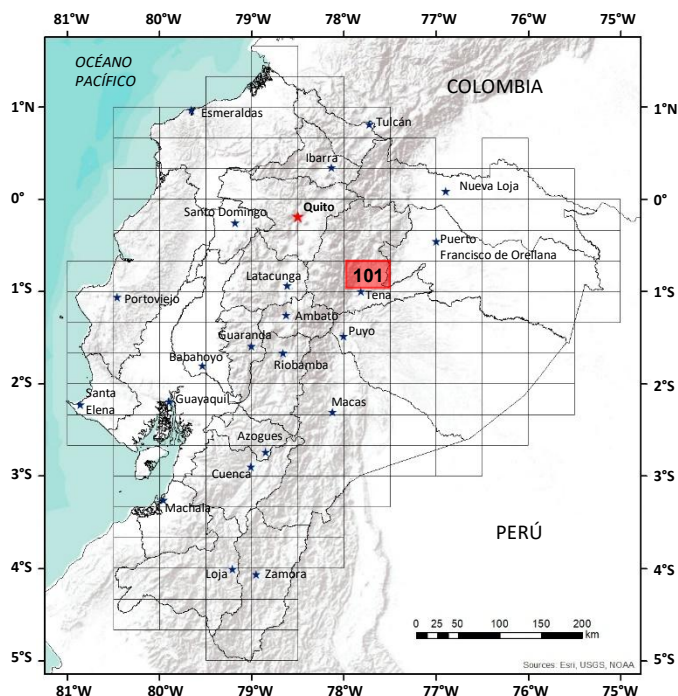 81°W 80°W 79°W 78°W 77°W 76°W 75°W
OCÉANO
PACÍFICO
COLOMBIA
1°N 1°N
Esmeraldas
Tulcán
Ibarra
Nueva Loja
0° 0°
Santo Domingo
Quito
Puerto
Francisco de Orellana
Latacunga
101
1°S 1°S
Tena
Portoviejo
Ambato
Guaranda
Puyo
Babahoyo
Riobamba
2°S 2°S
Santa
Elena
Guayaquil
Macas
Azogues
3°S 3°S
Cuenca
Machala
PERÚ
4°S 4°S
Loja
Zamora
0 25 50 100 150 200
km
5°S 5°S
Sources: Esri, USGS, NOAA
81°W 80°W 79°W 78°W 77°W 76°W 75°W